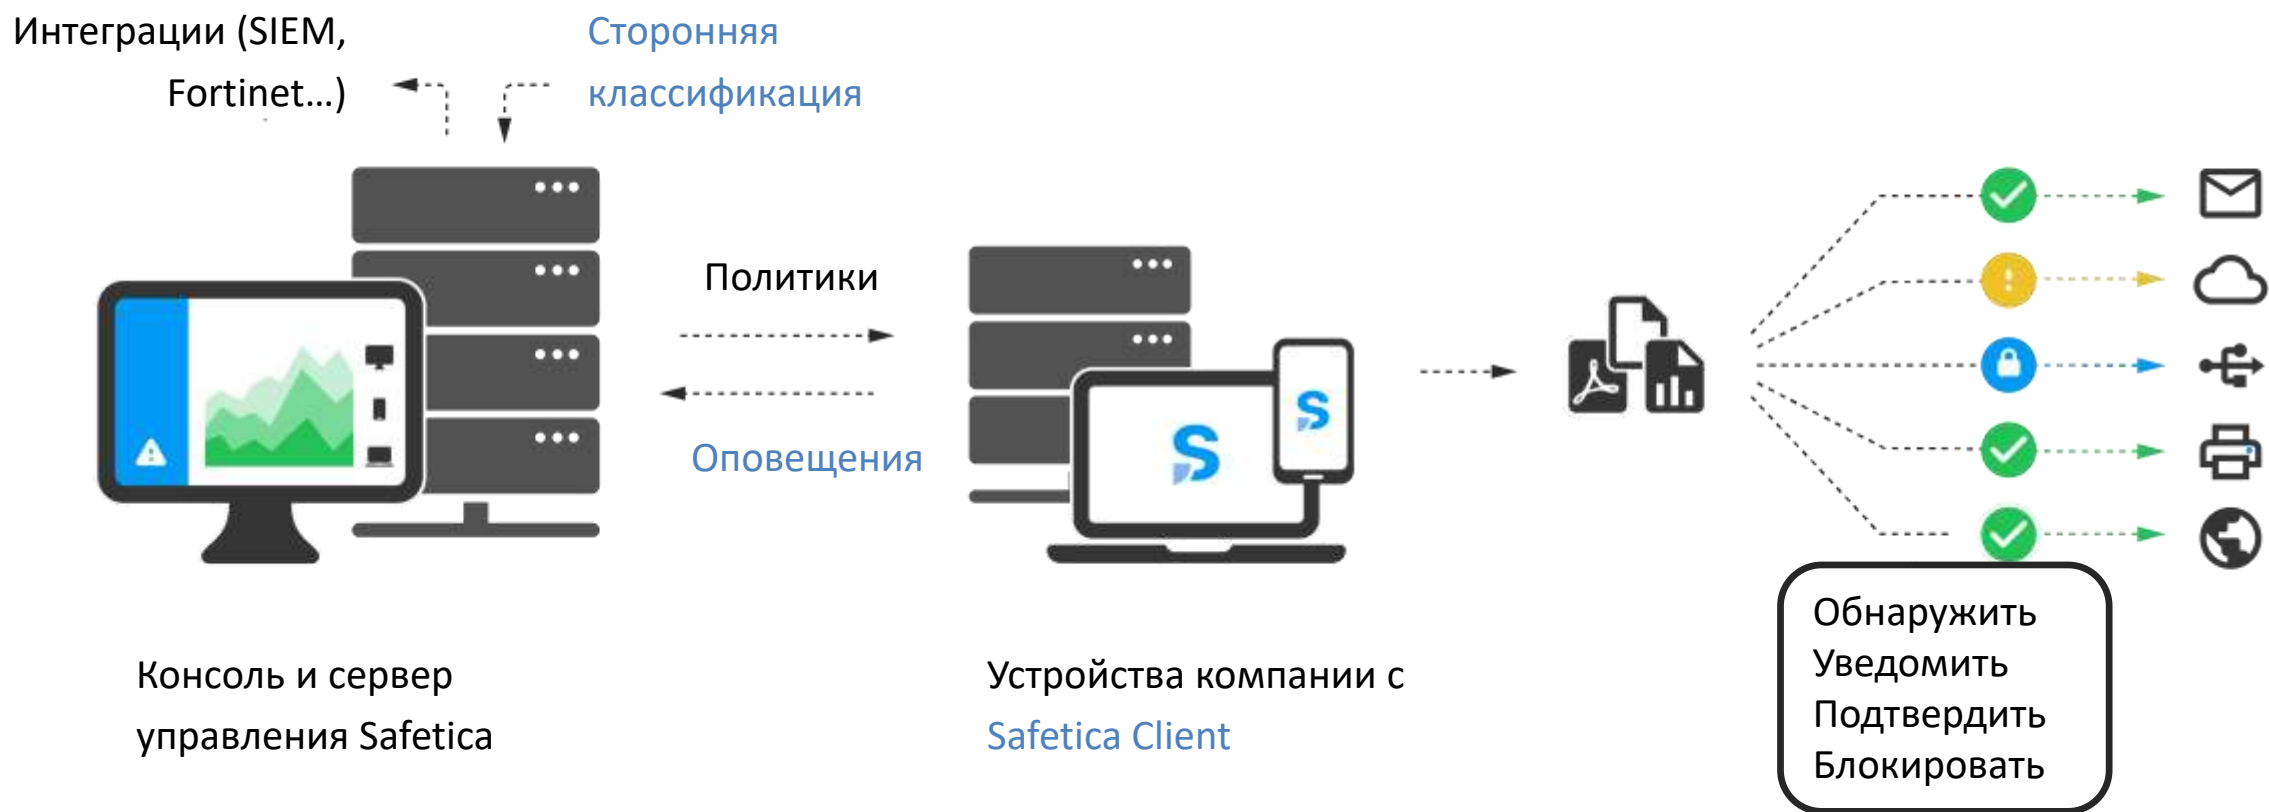 Интеграции (SIEM,
Fortinet...)
Сторонняя
классификация
Политики
Оповещения
Консоль и сервер
управления Safetica
Устройства компании с
Safetica Client
Обнаружить
Уведомить
Подтвердить
Блокировать